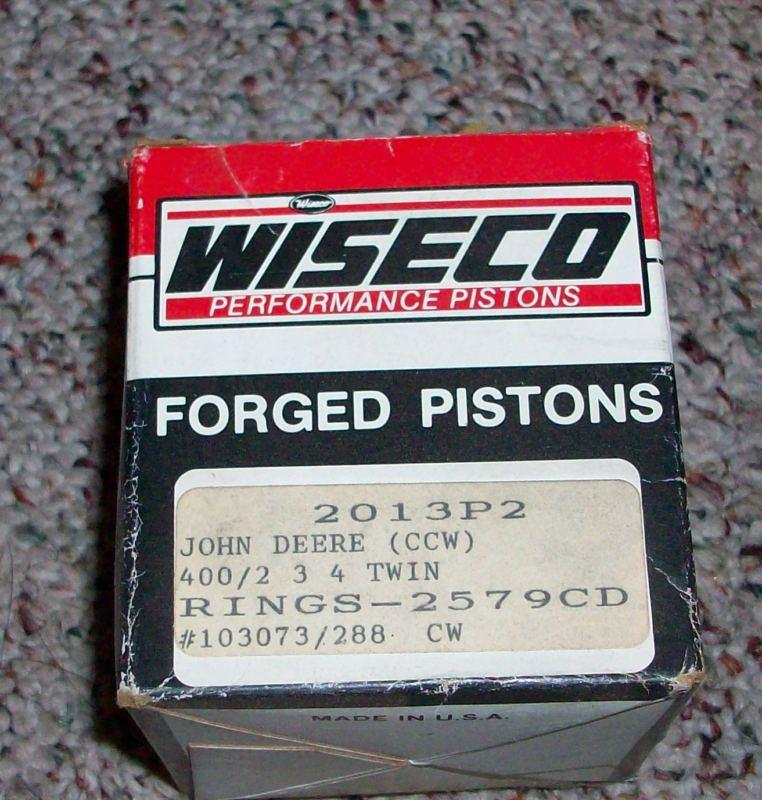 Wiseco
WISECO
PERFORMANCE PISTONS
FORGED PISTONS
2013P2
JOHN DEERE (CCW)
400/2 3 4 TWIN
RINGS-2579CD
#103073/288 CW
MADE IN U.S.A.